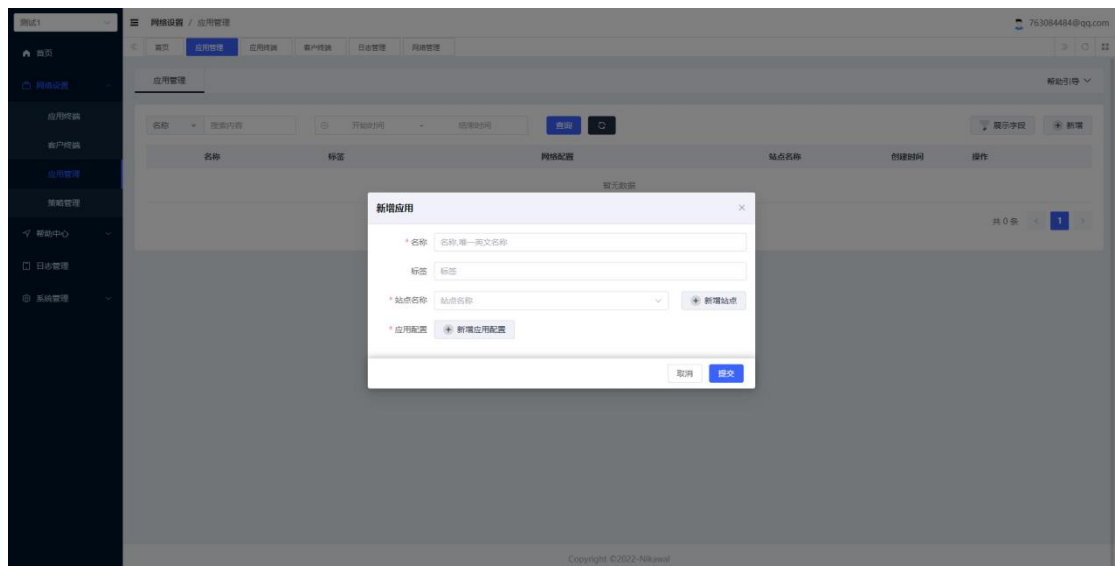 测试1
网络设置 / 应用管理
763084484@qq.com
首页
首页 应用管理 应用终端 客户终端 日志管理 网络管理
网络设置
应用管理
帮助引导
应用终端
名称 搜索内容 开始时间 - 结束时间 查询
展示字段 新增
客户终端
名称 标签 网络配置 站点名称 创建时间 操作
应用管理
暂无数据
策略管理
新增应用
共 0 条 1
帮助中心
* 名称 名称,唯一英文名称
日志管理
标签 标签
系统管理
* 站点名称 站点名称 新增站点
* 应用配置 新增应用配置
取消 提交
Copyright ©2022-Nikawal